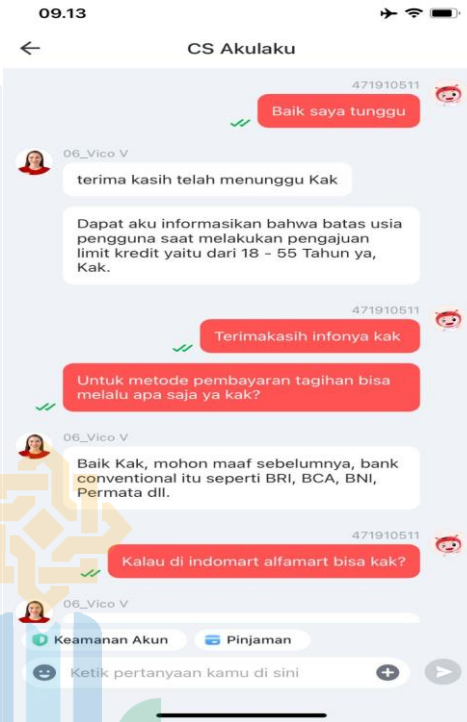 09.13
CS Akulaku
471910511
Baik saya tunggu
06_Vico V
terima kasih telah menunggu Kak
Dapat aku informasikan bahwa batas usia
pengguna saat melakukan pengajuan
limit kredit yaitu dari 18 - 55 Tahun ya,
Kak.
471910511
Terimakasih infonya kak
Untuk metode pembayaran tagihan bisa
melalu apa saja ya kak?
06_Vico V
Baik Kak, mohon maaf sebelumnya, bank
conventional itu seperti BRI, BCA, BNI,
Permata dll.
471910511
Kalau di indomart alfamart bisa kak?
06_Vico V
Keamanan Akun Pinjaman
Ketik pertanyaan kamu di sini